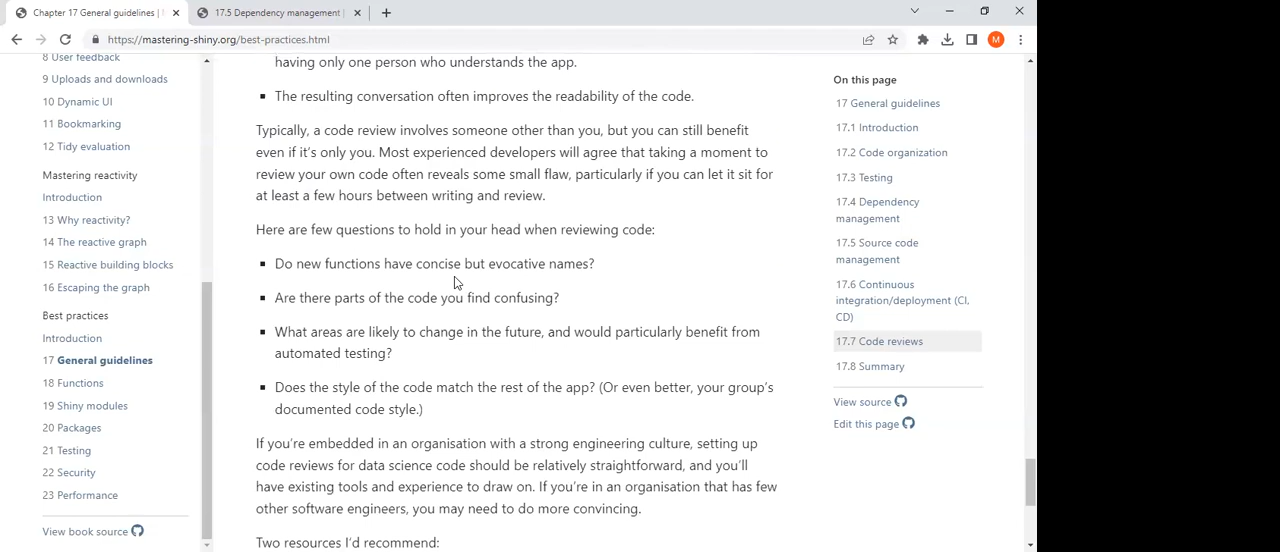 Chapter 17 General guidelines |
17.5 Dependency management |
https://mastering-shiny.org/best-practices.html
M
8 User feedback
9 Uploads and downloads
10 Dynamic UI
11 Bookmarking
12 Tidy evaluation
Mastering reactivity
Introduction
13 Why reactivity?
14 The reactive graph
15 Reactive building blocks
16 Escaping the graph
Best practices
Introduction
17 General guidelines
18 Functions
19 Shiny modules
20 Packages
21 Testing
22 Security
23 Performance
View book source
having only one person who understands the app.
The resulting conversation often improves the readability of the code.
Typically, a code review involves someone other than you, but you can still benefit
even if it's only you. Most experienced developers will agree that taking a moment to
review your own code often reveals some small flaw, particularly if you can let it sit for
at least a few hours between writing and review.
Here are few questions to hold in your head when reviewing code:
Do new functions have concise but evocative names?
Are there parts of the code you find confusing?
What areas are likely to change in the future, and would particularly benefit from
automated testing?
Does the style of the code match the rest of the app? (Or even better, your group's
documented code style.)
If you're embedded in an organisation with a strong engineering culture, setting up
code reviews for data science code should be relatively straightforward, and you'll
have existing tools and experience to draw on. If you're in an organisation that has few
other software engineers, you may need to do more convincing.
Two resources I'd recommend:
On this page
17 General guidelines
17.1 Introduction
17.2 Code organization
17.3 Testing
17.4 Dependency
management
17.5 Source code
management
17.6 Continuous
integration/deployment (CI,
CD)
17.7 Code reviews
17.8 Summary
View source
Edit this page